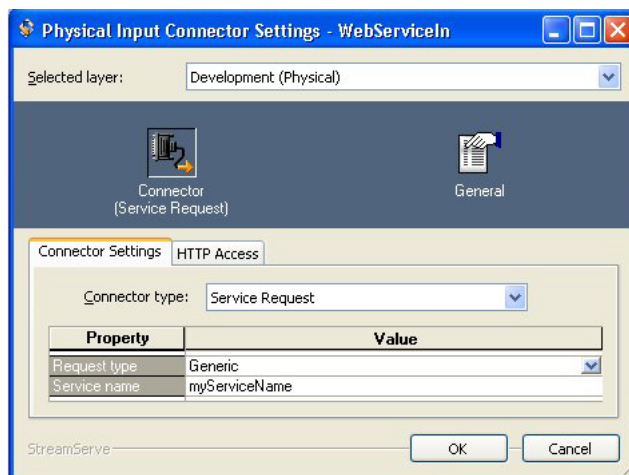 Physical Input Connector Settings - WebServiceIn
Selected layer: Development (Physical)
Connector (Service Request)
General
Connector Settings HTTP Access
Connector type: Service Request
Property Value
Request type Generic
Service name myServiceName
StreamServe OK Cancel